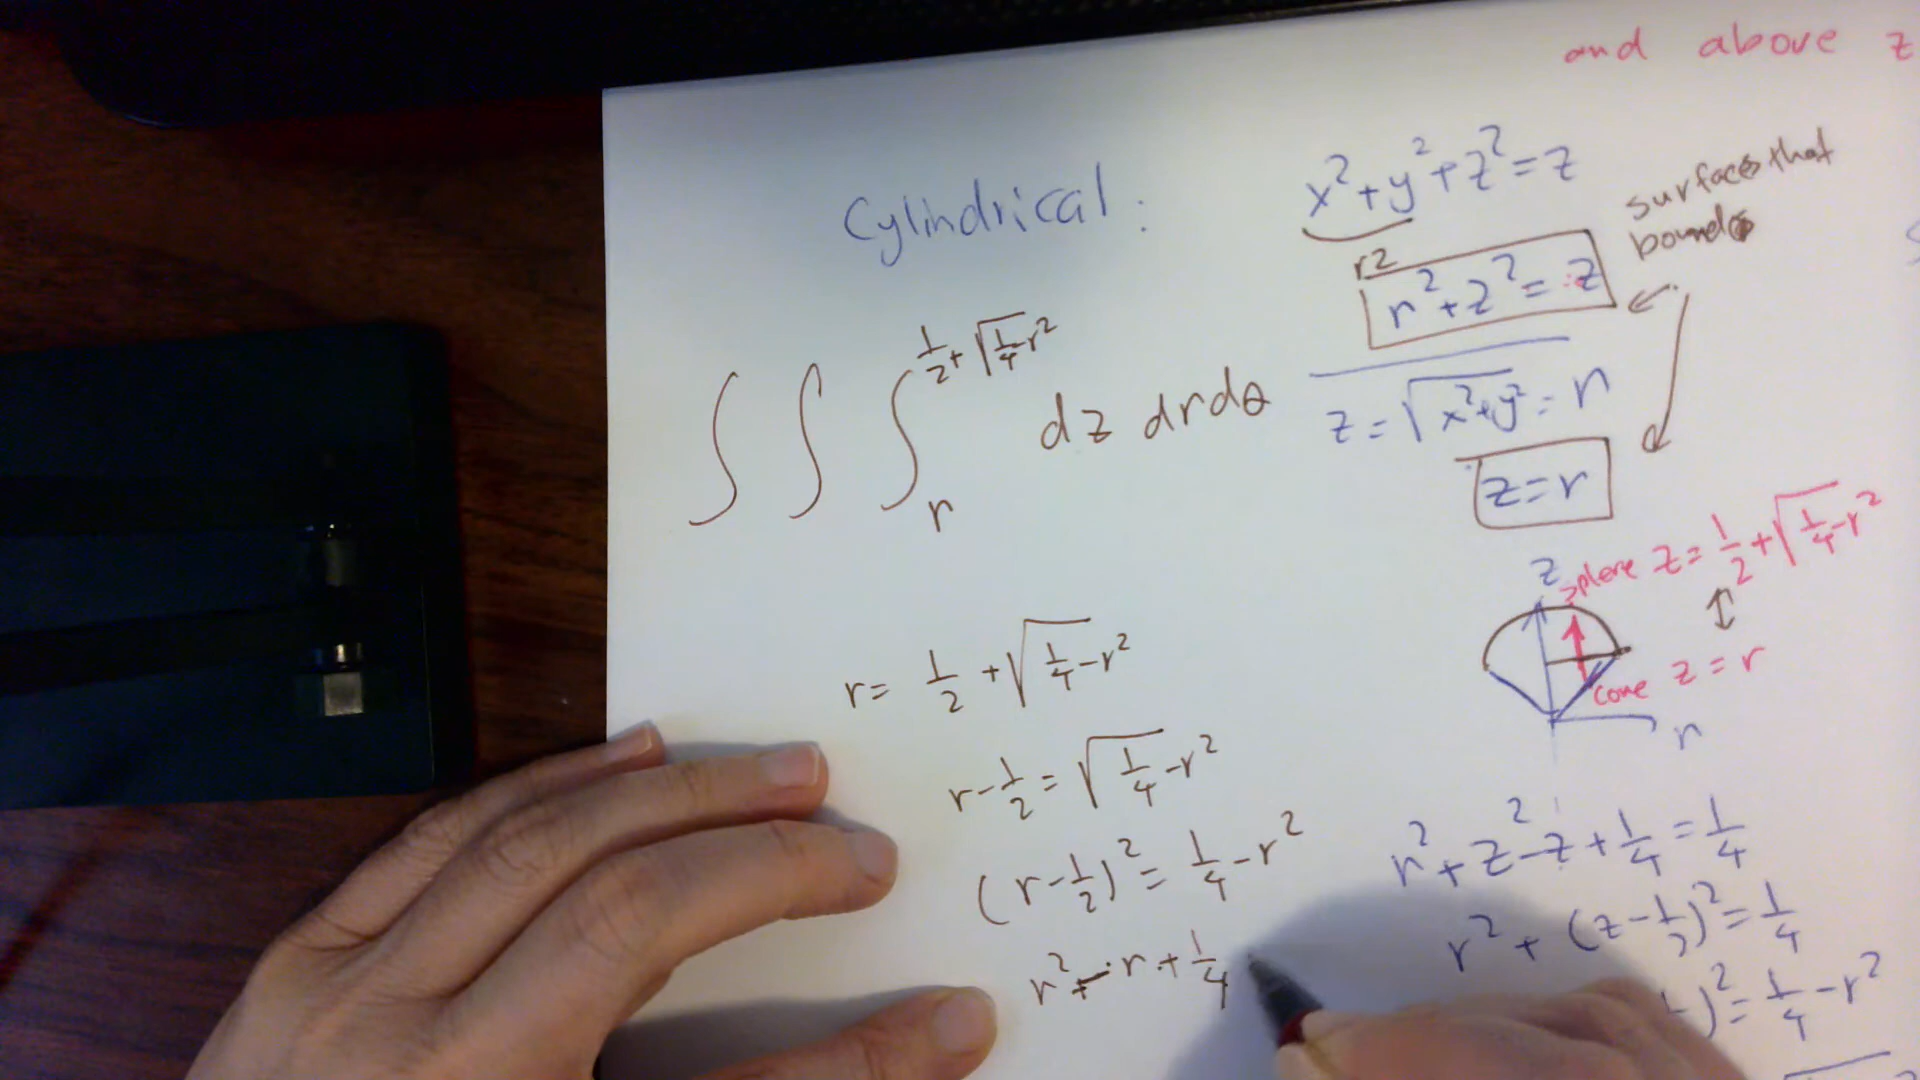 and above z
Cylindrical:
x²+y²+z²=z
r²
r²+z²=z
surfaces that
bounds
∫∫∫_r^{1/2+√(1/4-r²)} dz dr dθ
z=√(x²+y²)=r
z=r
z
sphere z=1/2+√(1/4-r²)
↕
cone z=r
r
r=1/2+√(1/4-r²)
r-1/2=√(1/4-r²)
(r-1/2)²=1/4-r²
r²-r+1/4
r²+z²-z+1/4=1/4
r²+(z-1/2)²=1/4
)²=1/4-r²